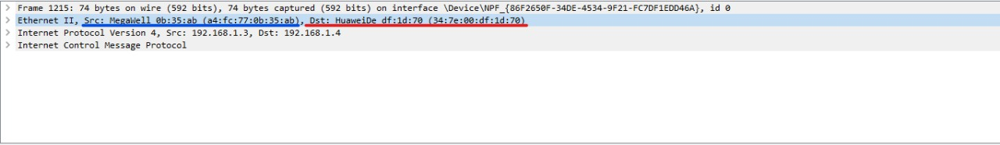 Frame 1215: 74 bytes on wire (592 bits), 74 bytes captured (592 bits) on interface \Device\NPF_{86F2650F-34DE-4534-9F21-FC7DF1EDD46A}, id 0
Ethernet II, Src: MegaWell 0b:35:ab (a4:fc:77:0b:35:ab), Dst: HuaweiDe df:1d:70 (34:7e:00:df:1d:70)
Internet Protocol Version 4, Src: 192.168.1.3, Dst: 192.168.1.4
Internet Control Message Protocol